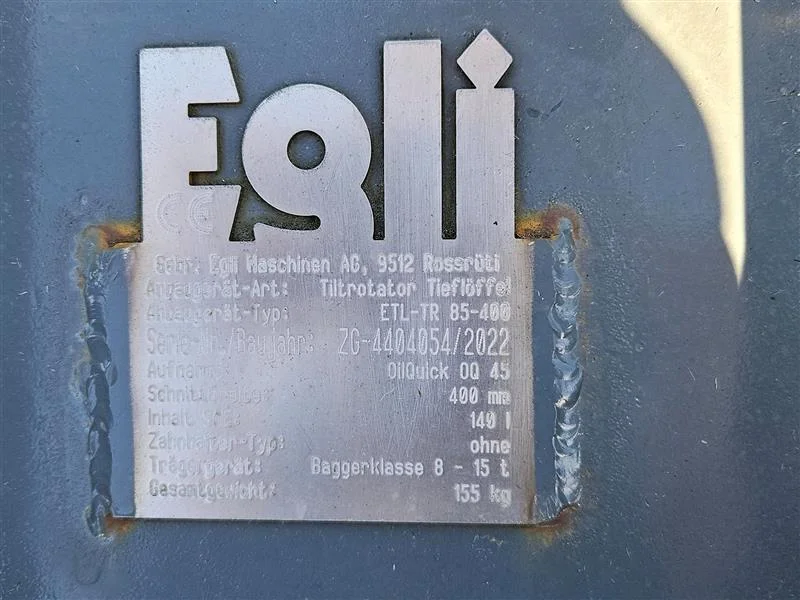 Egli
CE
Gebr. Egli Maschinen AG, 9512 Rossrüti
Anbaugerät-Art: Tiltrotator Tieflöffel
Anbaugerät-Typ: ETL-TR 85-400
Serie-Nr./Baujahr: ZG-4404054/2022
Aufnahme: OilQuick OQ 45
Schnittbreite: 400 mm
Inhalt 140 l
Zahnhalter-Typ: ohne
Trägergerät: Baggerklasse 8 - 15 t
Gesamtgewicht: 155 kg